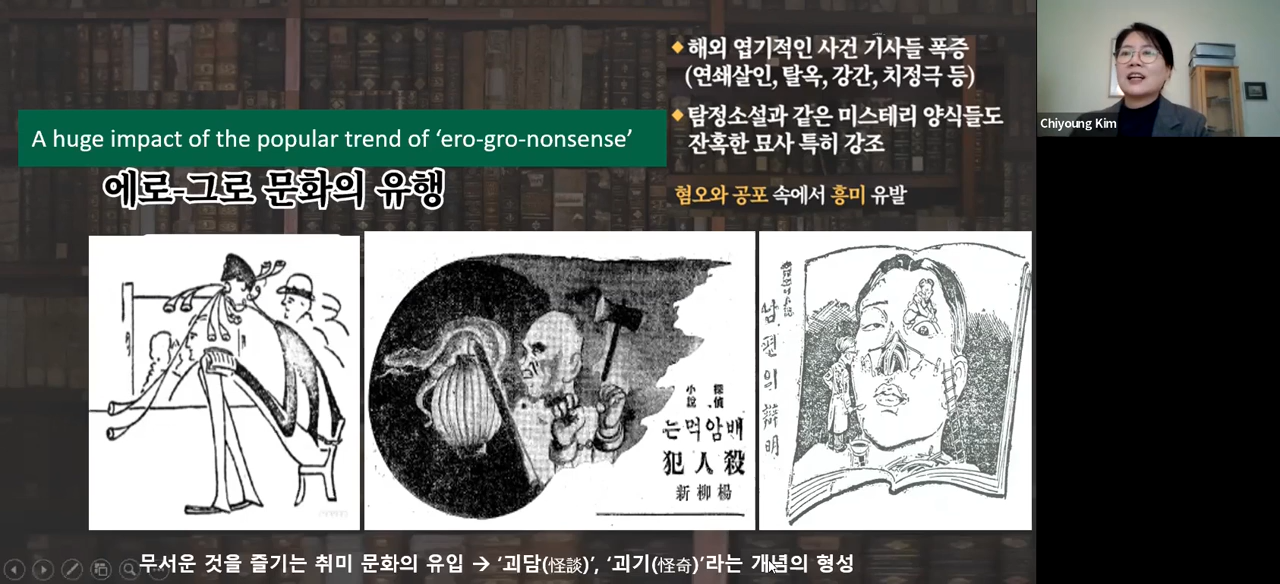 A huge impact of the popular trend of ‘ero-gro-nonsense’
에로-그로 문화의 유행
◆해외 엽기적인 사건 기사들 폭증
(연쇄살인, 탈옥, 강간, 치정극 등)
◆탐정소설과 같은 미스테리 양식들도
잔혹한 묘사 특히 강조
혐오와 공포 속에서 흥미 유발
Chiyoung Kim
小說 探偵
는먹암배
犯人殺
新柳楊
남편의 辯明
무서운 것을 즐기는 취미 문화의 유입 → ‘괴담(怪談)’, ‘괴기(怪奇)’라는 개념의 형성